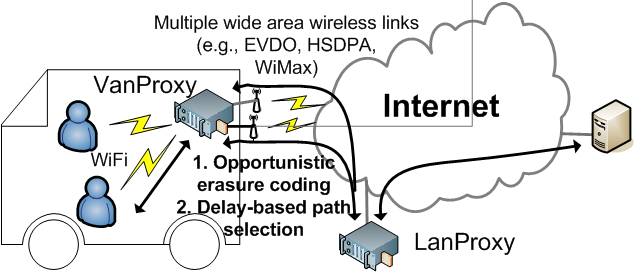 Multiple wide area wireless links
(e.g., EVDO, HSDPA,
WiMax)
VanProxy
Internet
WiFi
1. Opportunistic
erasure coding
2. Delay-based path
selection
LanProxy